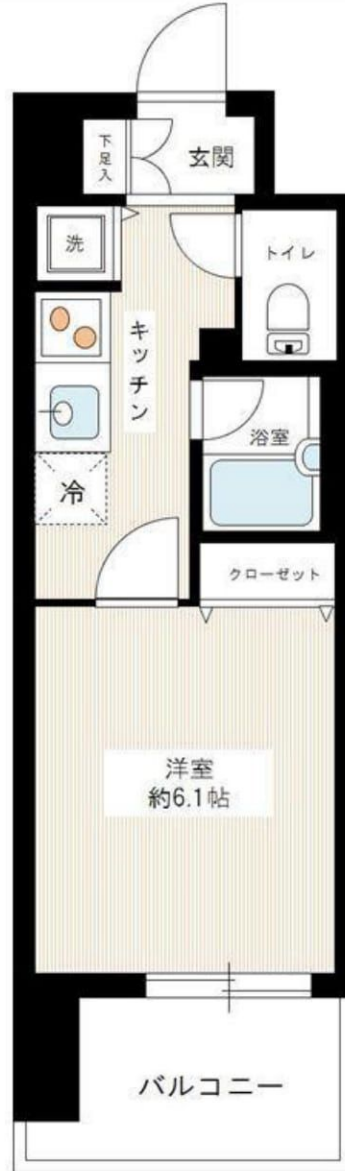 下足入
玄関
洗
トイレ
キッチン
浴室
冷
クローゼット
洋室
約6.1帖
バルコニー